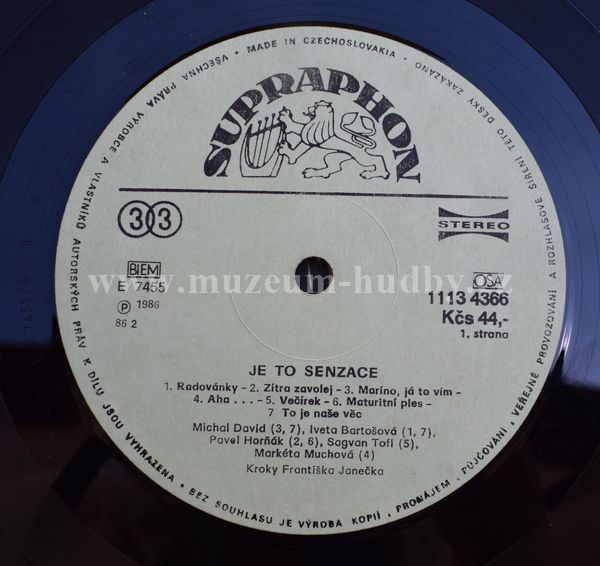 • MADE IN CZECHOSLOVAKIA • VŠECHNA PRÁVA VÝROBCE A VLASTNÍKŮ AUTORSKÝCH PRÁV K DÍLU JSOU VYHRAZENA • BEZ SOUHLASU JE VÝROBA KOPIÍ, PRONÁJEM, PŮJČOVÁNÍ, VEŘEJNÉ PROVOZOVÁNÍ A ROZHLASOVÉ ŠÍŘENÍ TÉTO DESKY ZAKÁZÁNO
SUPRAPHON
33
STEREO
BIEM
E 7455
Ⓟ 1986
86 2
OSA
1113 4366
Kčs 44,-
1. strana
www.muzeum-hudby.cz
JE TO SENZACE
1. Radovánky – 2. Zítra zavolej – 3. Maríno, já to vím –
4. Aha . . . – 5. Večírek – 6. Maturitní ples –
7 To je naše věc
Michal David (3, 7), Iveta Bartošová (1, 7),
Pavel Horňák (2, 6), Sagvan Tofi (5),
Markéta Muchová (4)
Kroky Františka Janečka